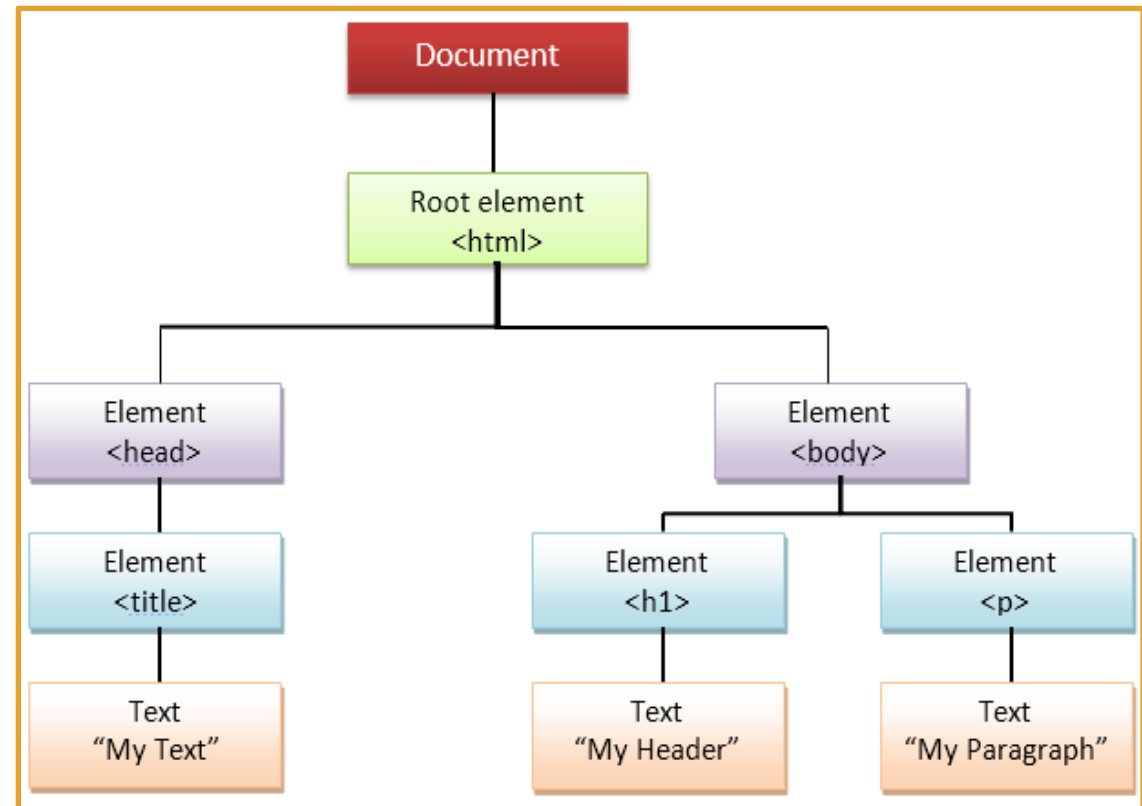 Document
Root element
<html>
Element
<head>
Element
<body>
Element
<title>
Element
<h1>
Element
<p>
Text
“My Text”
Text
“My Header”
Text
“My Paragraph”